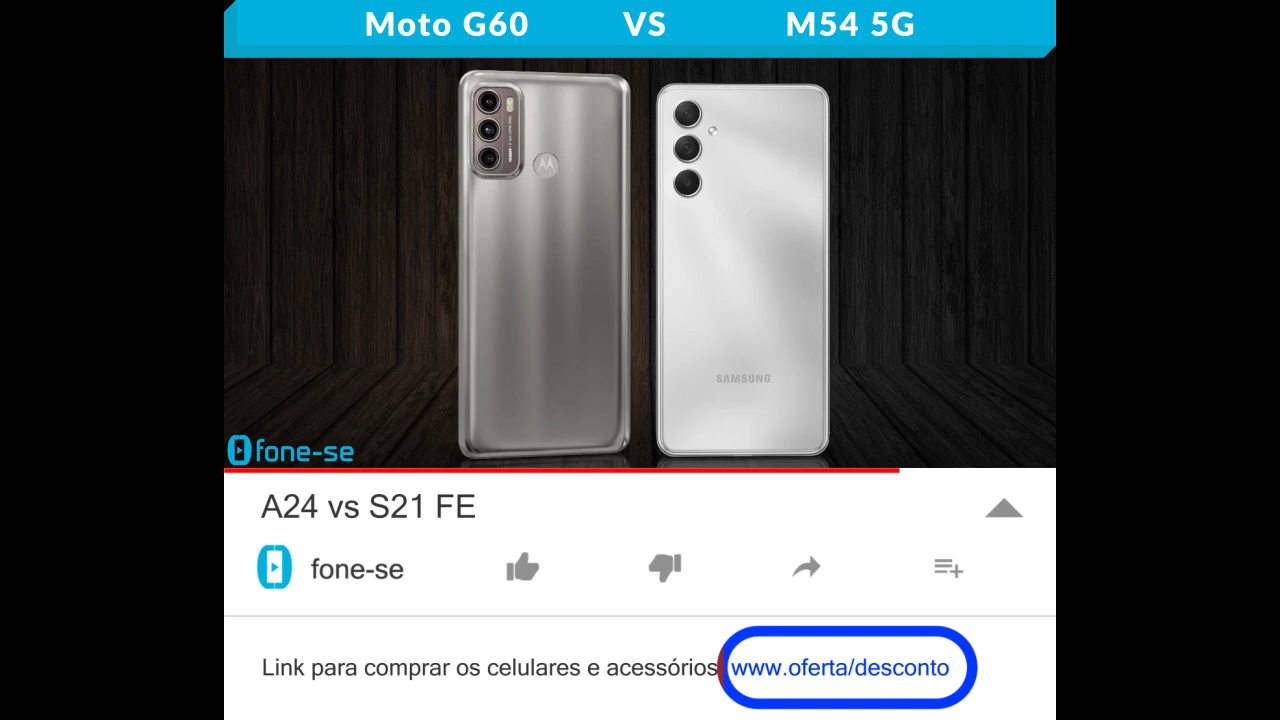 Moto G60 VS M54 5G
SAMSUNG
fone-se
A24 vs S21 FE
fone-se
Link para comprar os celulares e acessórios www.oferta/desconto